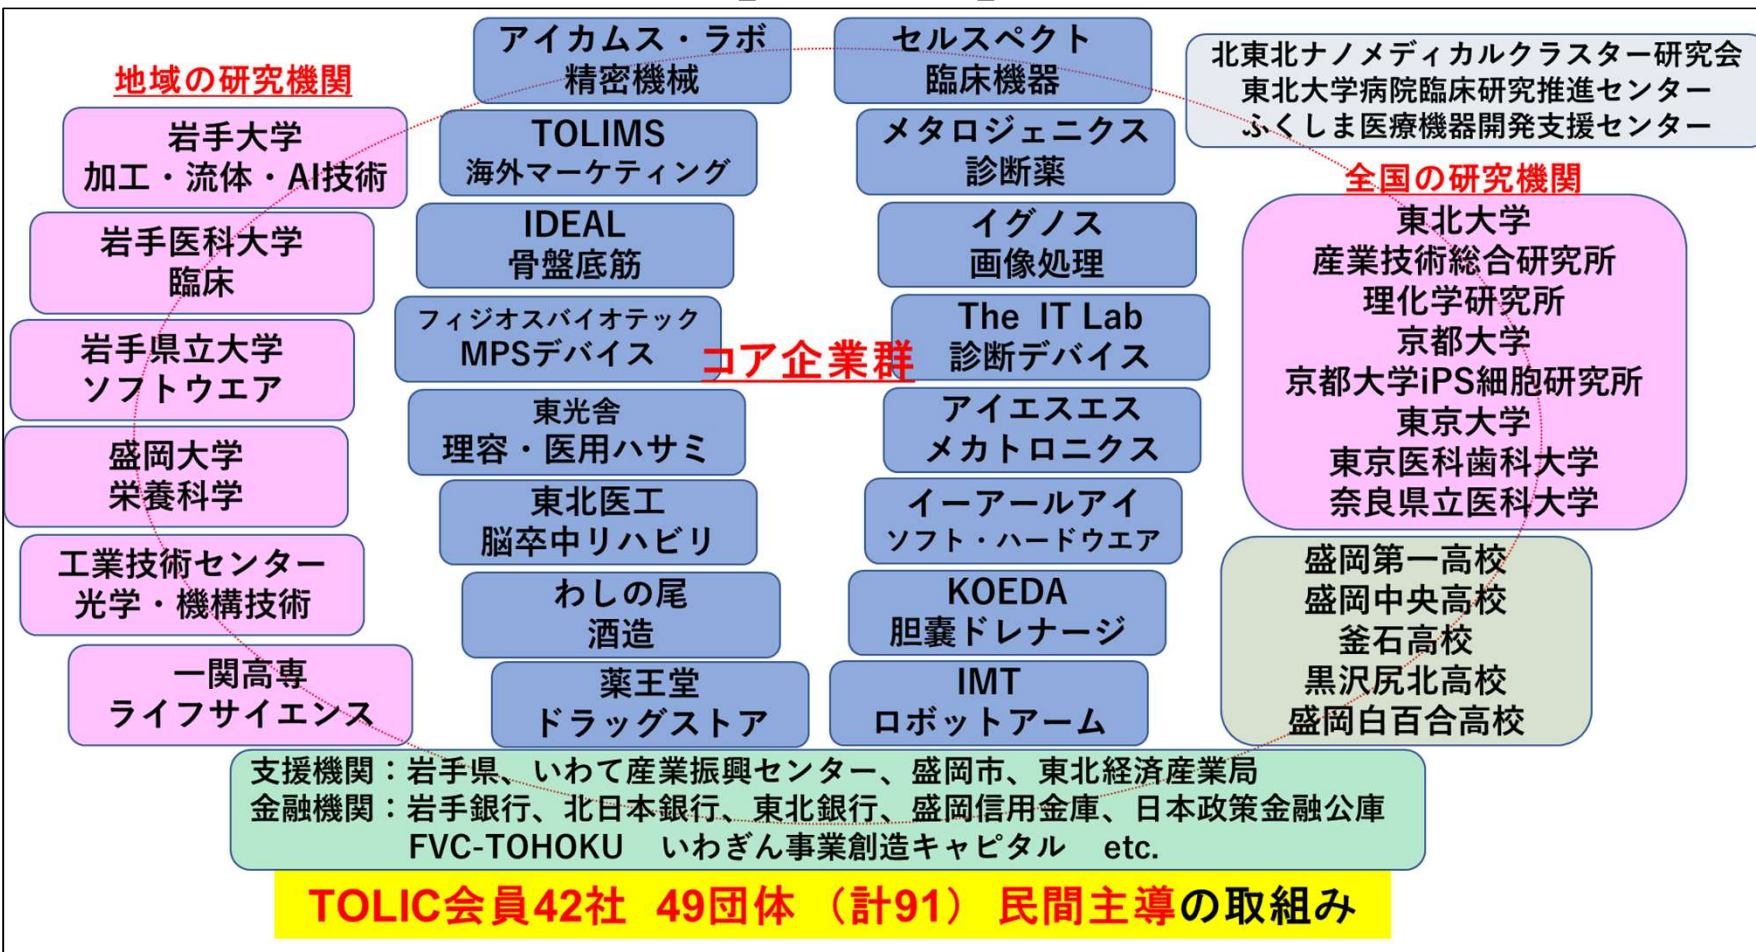 地域の研究機関
岩手大学
加工・流体・AI技術
岩手医科大学
臨床
岩手県立大学
ソフトウエア
盛岡大学
栄養科学
工業技術センター
光学・機構技術
一関高専
ライフサイエンス
アイカムス・ラボ
精密機械
TOLIMS
海外マーケティング
IDEAL
骨盤底筋
フィジオスバイオテック
MPSデバイス
東光舎
理容・医用ハサミ
東北医工
脳卒中リハビリ
わしの尾
酒造
薬王堂
ドラッグストア
コア企業群
セルスペクト
臨床機器
メタロジェニクス
診断薬
イグノス
画像処理
The IT Lab
診断デバイス
アイエスエス
メカトロニクス
イーアールアイ
ソフト・ハードウエア
KOEDA
胆嚢ドレナージ
IMT
ロボットアーム
北東北ナノメディカルクラスター研究会
東北大学病院臨床研究推進センター
ふくしま医療機器開発支援センター
全国の研究機関
東北大学
産業技術総合研究所
理化学研究所
京都大学
京都大学iPS細胞研究所
東京大学
東京医科歯科大学
奈良県立医科大学
盛岡第一高校
盛岡中央高校
釜石高校
黒沢尻北高校
盛岡白百合高校
支援機関：岩手県、いわて産業振興センター、盛岡市、東北経済産業局
金融機関：岩手銀行、北日本銀行、東北銀行、盛岡信用金庫、日本政策金融公庫
FVC-TOHOKU　いわぎん事業創造キャピタル　etc.
TOLIC会員42社 49団体 （計91） 民間主導の取組み